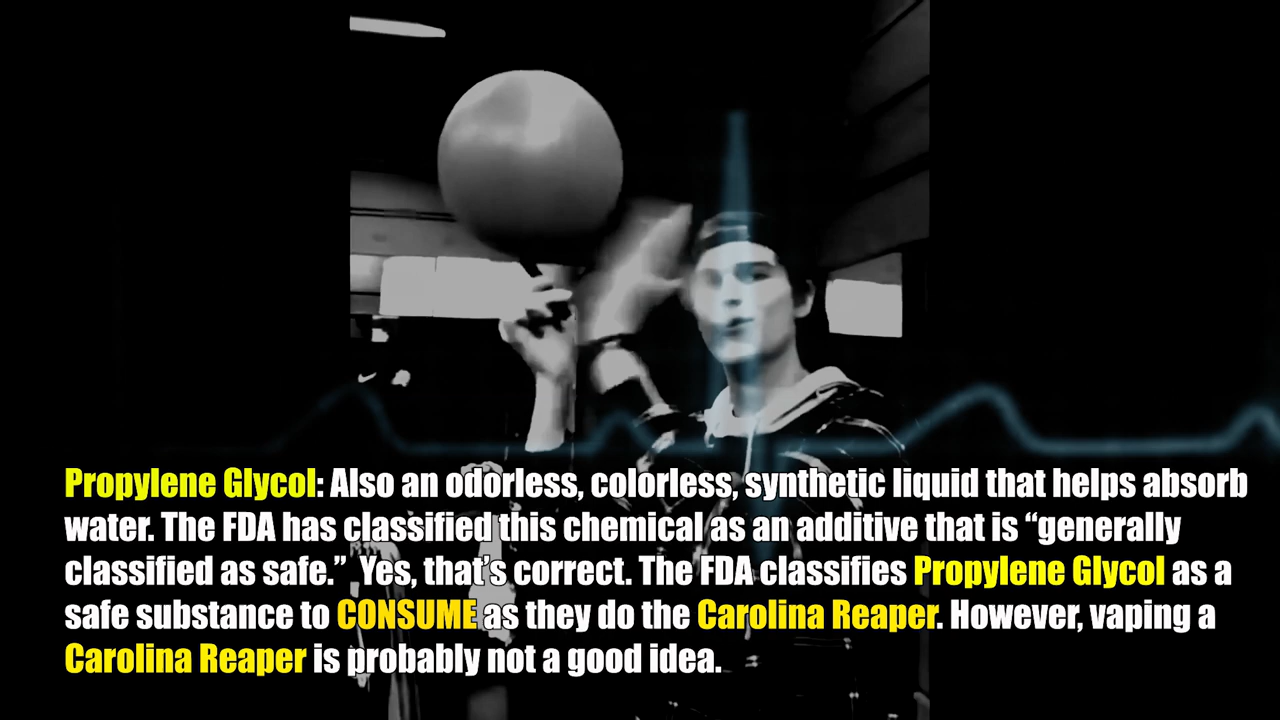 Propylene Glycol: Also an odorless, colorless, synthetic liquid that helps absorb
water. The FDA has classified this chemical as an additive that is “generally
classified as safe.”  Yes, that’s correct. The FDA classifies Propylene Glycol as a
safe substance to CONSUME as they do the Carolina Reaper. However, vaping a
Carolina Reaper is probably not a good idea.